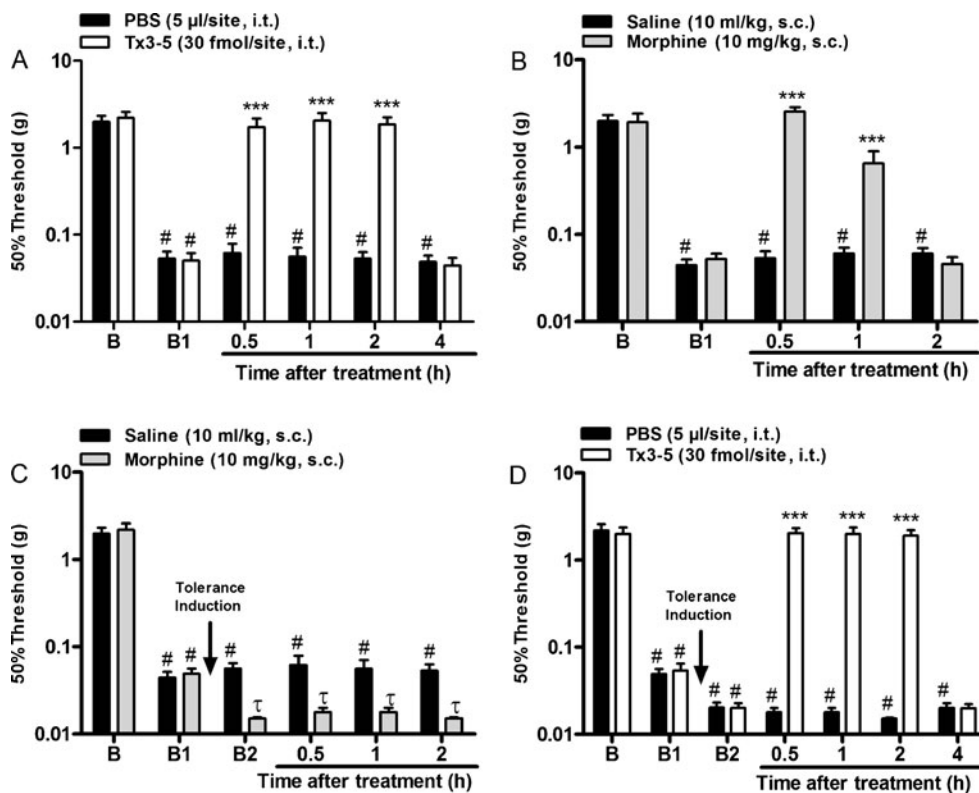 A
PBS (5 µl/site, i.t.)
Tx3-5 (30 fmol/site, i.t.)
50% Threshold (g)
10
1
0.1
0.01
# # # *** # *** # *** #
B B1 0.5 1 2 4
Time after treatment (h)
B
Saline (10 ml/kg, s.c.)
Morphine (10 mg/kg, s.c.)
50% Threshold (g)
10
1
0.1
0.01
# # *** # *** #
B B1 0.5 1 2
Time after treatment (h)
C
Saline (10 ml/kg, s.c.)
Morphine (10 mg/kg, s.c.)
50% Threshold (g)
10
1
0.1
0.01
Tolerance
Induction
# # # τ # τ # τ # τ
B B1 B2 0.5 1 2
Time after treatment (h)
D
PBS (5 µl/site, i.t.)
Tx3-5 (30 fmol/site, i.t.)
50% Threshold (g)
10
1
0.1
0.01
Tolerance
Induction
# # # # # *** # *** # *** #
B B1 B2 0.5 1 2 4
Time after treatment (h)